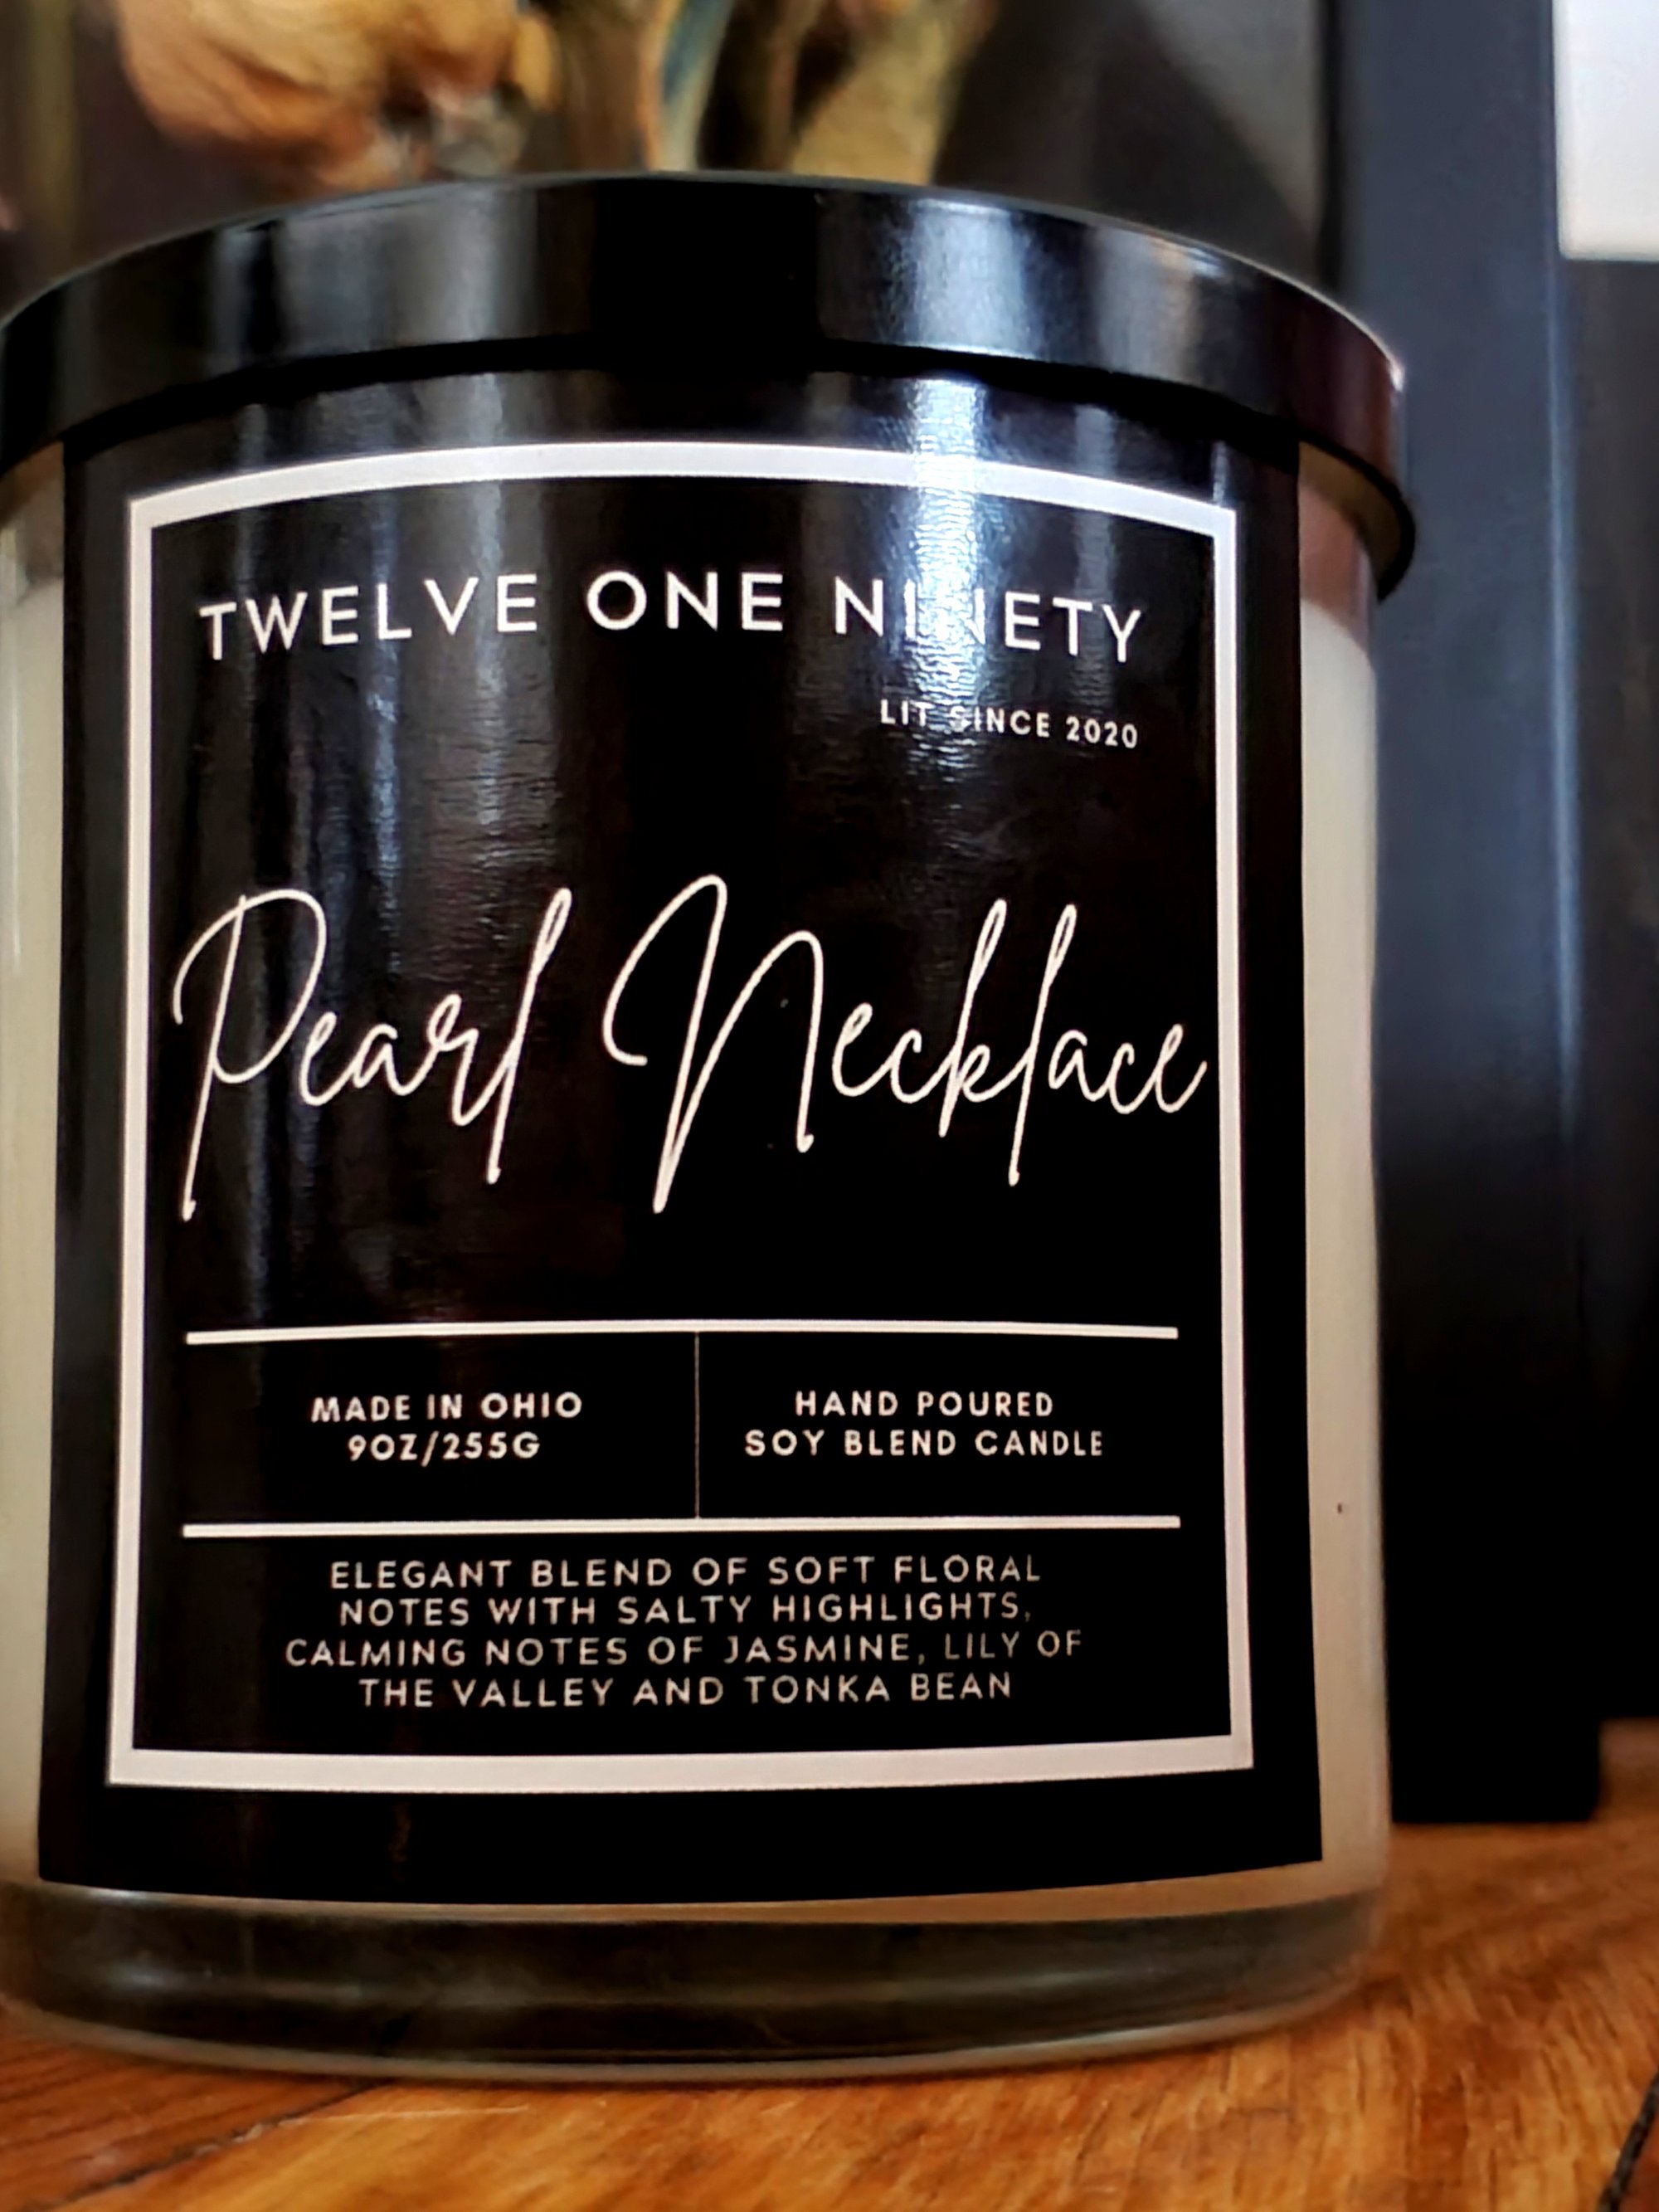 TWELVE ONE NINETY
LIT SINCE 2020
Pearl Necklace
MADE IN OHIO
9OZ/255G
HAND POURED
SOY BLEND CANDLE
ELEGANT BLEND OF SOFT FLORAL
NOTES WITH SALTY HIGHLIGHTS,
CALMING NOTES OF JASMINE, LILY OF
THE VALLEY AND TONKA BEAN